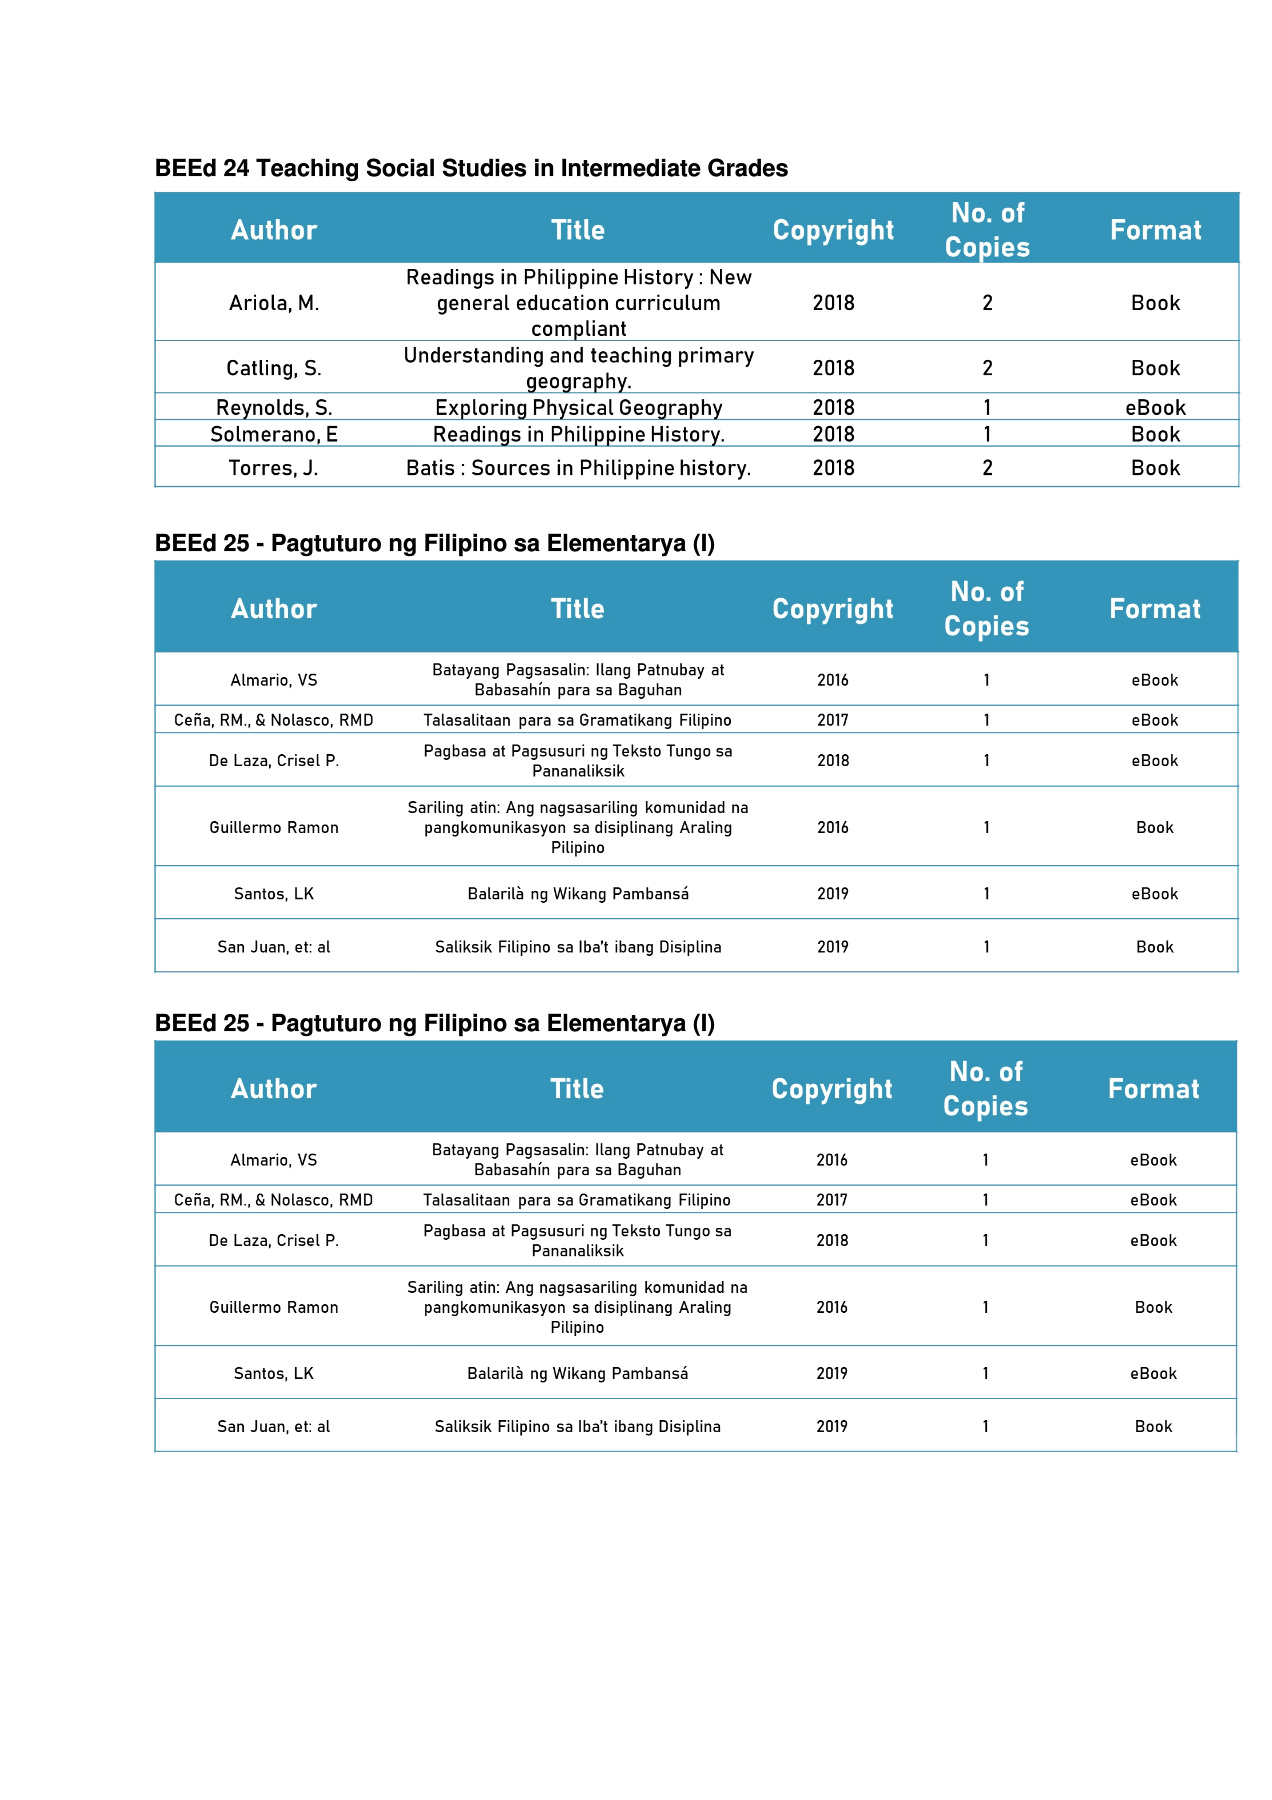 BEEd 24 Teaching Social Studies in Intermediate Grades
Author Title Copyright No. of Copies Format
Ariola, M. Readings in Philippine History : New general education curriculum compliant 2018 2 Book
Catling, S. Understanding and teaching primary geography. 2018 2 Book
Reynolds, S. Exploring Physical Geography 2018 1 eBook
Solmerano, E Readings in Philippine History. 2018 1 Book
Torres, J. Batis : Sources in Philippine history. 2018 2 Book
BEEd 25 - Pagtuturo ng Filipino sa Elementarya (I)
Author Title Copyright No. of Copies Format
Almario, VS Batayang Pagsasalin: Ilang Patnubay at Babasahín para sa Baguhan 2016 1 eBook
Ceña, RM., & Nolasco, RMD Talasalitaan para sa Gramatikang Filipino 2017 1 eBook
De Laza, Crisel P. Pagbasa at Pagsusuri ng Teksto Tungo sa Pananaliksik 2018 1 eBook
Guillermo Ramon Sariling atin: Ang nagsasariling komunidad na pangkomunikasyon sa disiplinang Araling Pilipino 2016 1 Book
Santos, LK Balarilà ng Wikang Pambansá 2019 1 eBook
San Juan, et: al Saliksik Filipino sa Iba't ibang Disiplina 2019 1 Book
BEEd 25 - Pagtuturo ng Filipino sa Elementarya (I)
Author Title Copyright No. of Copies Format
Almario, VS Batayang Pagsasalin: Ilang Patnubay at Babasahín para sa Baguhan 2016 1 eBook
Ceña, RM., & Nolasco, RMD Talasalitaan para sa Gramatikang Filipino 2017 1 eBook
De Laza, Crisel P. Pagbasa at Pagsusuri ng Teksto Tungo sa Pananaliksik 2018 1 eBook
Guillermo Ramon Sariling atin: Ang nagsasariling komunidad na pangkomunikasyon sa disiplinang Araling Pilipino 2016 1 Book
Santos, LK Balarilà ng Wikang Pambansá 2019 1 eBook
San Juan, et: al Saliksik Filipino sa Iba't ibang Disiplina 2019 1 Book